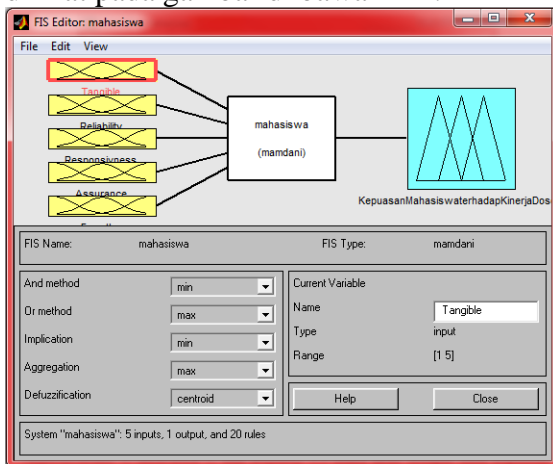 FIS Editor: mahasiswa
File Edit View
Tangible
Reliability
Responsivness
Assurance
mahasiswa
(mamdani)
KepuasanMahasiswaterhadapKinerjaDos
FIS Name: mahasiswa FIS Type: mamdani
And method min
Or method max
Implication min
Aggregation max
Defuzzification centroid
Current Variable
Name Tangible
Type input
Range [1 5]
Help Close
System "mahasiswa": 5 inputs, 1 output, and 20 rules